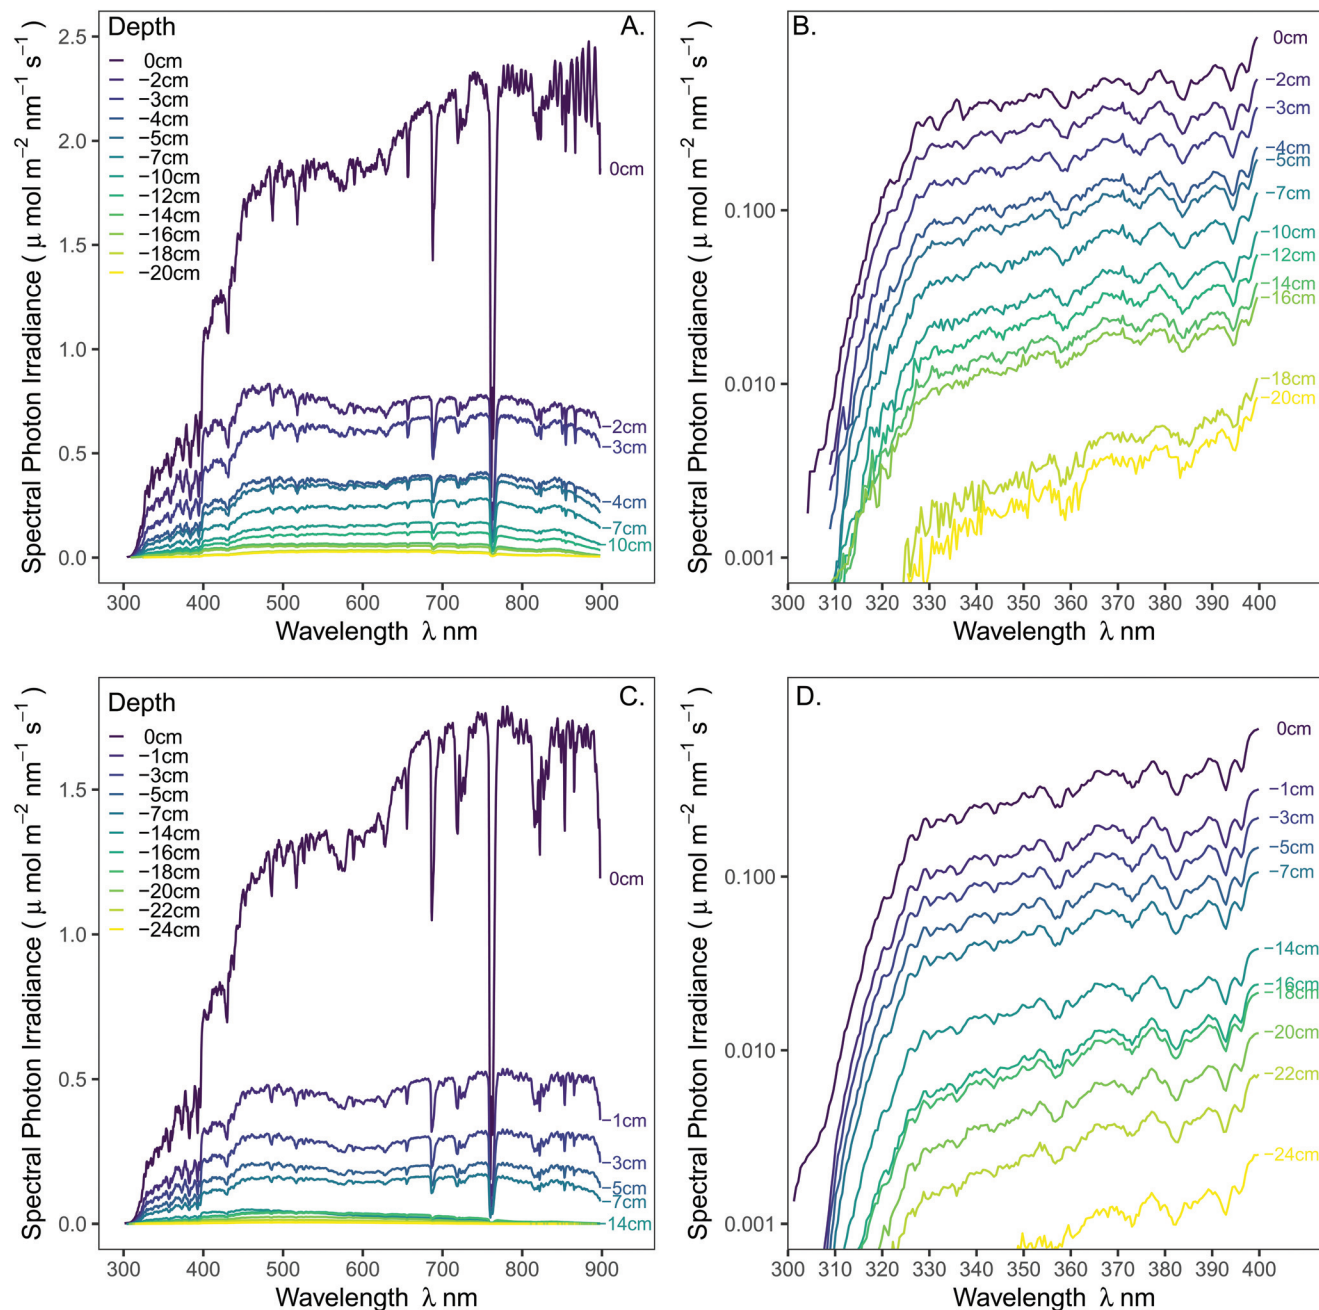 A.
Depth
0cm
−2cm
−3cm
−4cm
−5cm
−7cm
−10cm
−12cm
−14cm
−16cm
−18cm
−20cm
Spectral Photon Irradiance ( μ mol m−2 nm−1 s−1 )
2.5
2.0
1.5
1.0
0.5
0.0
0cm
−2cm
−3cm
−4cm
−7cm
−10cm
300 400 500 600 700 800 900
Wavelength λ nm
B.
Spectral Photon Irradiance ( μ mol m−2 nm−1 s−1 )
0.100
0.010
0.001
0cm
−2cm
−3cm
−4cm
−5cm
−7cm
−10cm
−12cm
−14cm
−16cm
−18cm
−20cm
300 310 320 330 340 350 360 370 380 390 400
Wavelength λ nm
C.
Depth
0cm
−1cm
−3cm
−5cm
−7cm
−14cm
−16cm
−18cm
−20cm
−22cm
−24cm
Spectral Photon Irradiance ( μ mol m−2 nm−1 s−1 )
1.5
1.0
0.5
0.0
0cm
−1cm
−3cm
−5cm
−7cm
−14cm
300 400 500 600 700 800 900
Wavelength λ nm
D.
Spectral Photon Irradiance ( μ mol m−2 nm−1 s−1 )
0.100
0.010
0.001
0cm
−1cm
−3cm
−5cm
−7cm
−14cm
−16cm
−18cm
−20cm
−22cm
−24cm
300 310 320 330 340 350 360 370 380 390 400
Wavelength λ nm